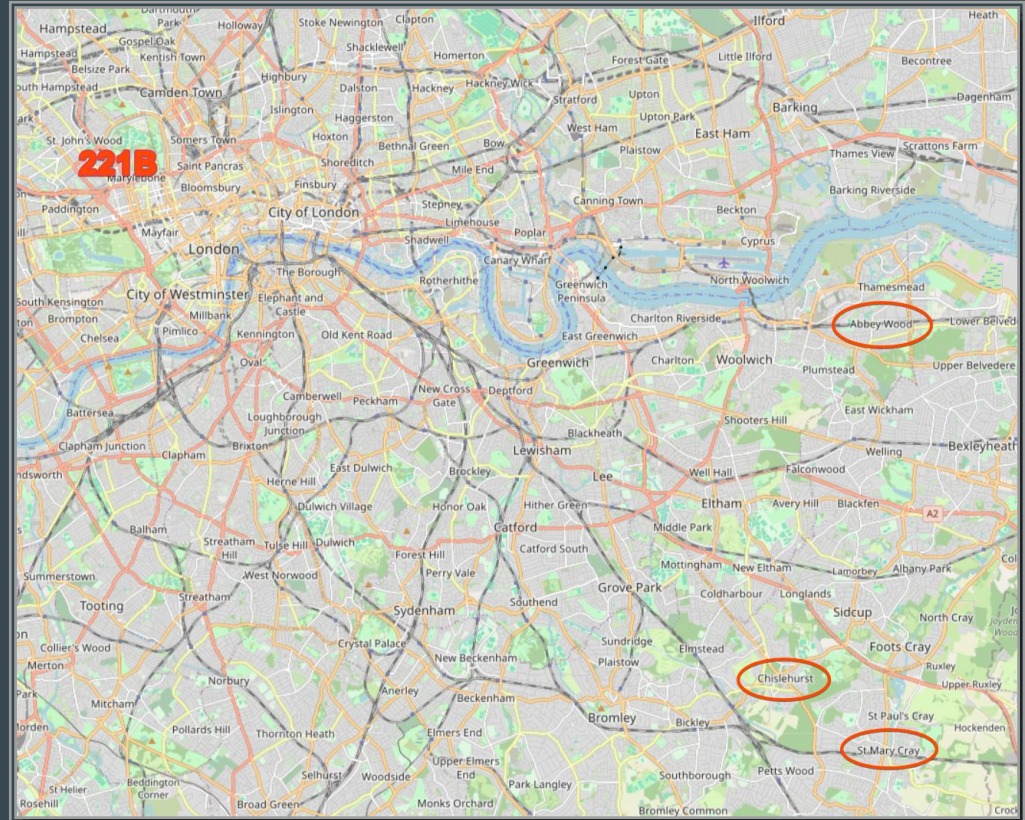 Dartmouth
Park
Hampstead
Holloway
Stoke Newington
Clapton
Ilford
Heath
Gospel Oak
Hampstead
Kentish Town
Shacklewell
Homerton
Forest Gate
Little Ilford
Becontree
Belsize Park
Highbury
Hackney Wick
outh Hampstead
Camden Town
Dalston
Hackney
Stratford
Upton
Barking
Dagenham
Islington
Haggerston
Upton Park
ark
St. John's Wood
Somers Town
Hoxton
West Ham
East Ham
Bethnal Green
Bow
Plaistow
Scrattons Farm
221B
Saint Pancras
Shoreditch
Thames View
Marylebone
Bloomsbury
Finsbury
Mile End
Barking Riverside
Paddington
City of London
Stepney
Canning Town
Beckton
Mayfair
Limehouse
Poplar
London
Shadwell
Cyprus
Canary Wharf
The Borough
Rotherhithe
Greenwich
Peninsula
North Woolwich
Thamesmead
City of Westminster
Elephant and
Castle
South Kensington
Brompton
Millbank
Charlton Riverside
Abbey Wood
Lower Belved
Pimlico
Kennington
Old Kent Road
East Greenwich
Chelsea
Oval
Greenwich
Charlton
Woolwich
Plumstead
Upper Belvedere
Camberwell
Peckham
New Cross
Gate
Deptford
Battersea
Loughborough
Junction
East Wickham
Shooters Hill
Clapham Junction
Brixton
Blackheath
Bexleyheath
Clapham
Lewisham
Welling
ndsworth
East Dulwich
Brockley
Lee
Well Hall
Falconwood
Herne Hill
Dulwich Village
Honor Oak
Hither Green
Eltham
Avery Hill
Blackfen
A2
Balham
Catford
Middle Park
Streatham
Hill
Tulse Hill
Dulwich
Forest Hill
Catford South
Mottingham
New Eltham
Lamorbey
Albany Park
Col
Summerstown
West Norwood
Perry Vale
Grove Park
Coldharbour
Longlands
Tooting
Streatham
Sydenham
Southend
Sidcup
North Cray
Joyden
Wood
Collier's Wood
Crystal Palace
Sundridge
Elmstead
Foots Cray
Merton
New Beckenham
Plaistow
Ruxley
Norbury
Anerley
Beckenham
Chislehurst
Upper Ruxley
Park
Mitcham
Bromley
Bickley
St Paul's Cray
Hockenden
Morden
Pollards Hill
Thornton Heath
Elmers End
St Mary Cray
Upper Elmers
End
Southborough
Petts Wood
Selhurst
Woodside
Beddington
Corner
Park Langley
St Helier
Rosehill
Broad Green
Monks Orchard
Bromley Common
Crock